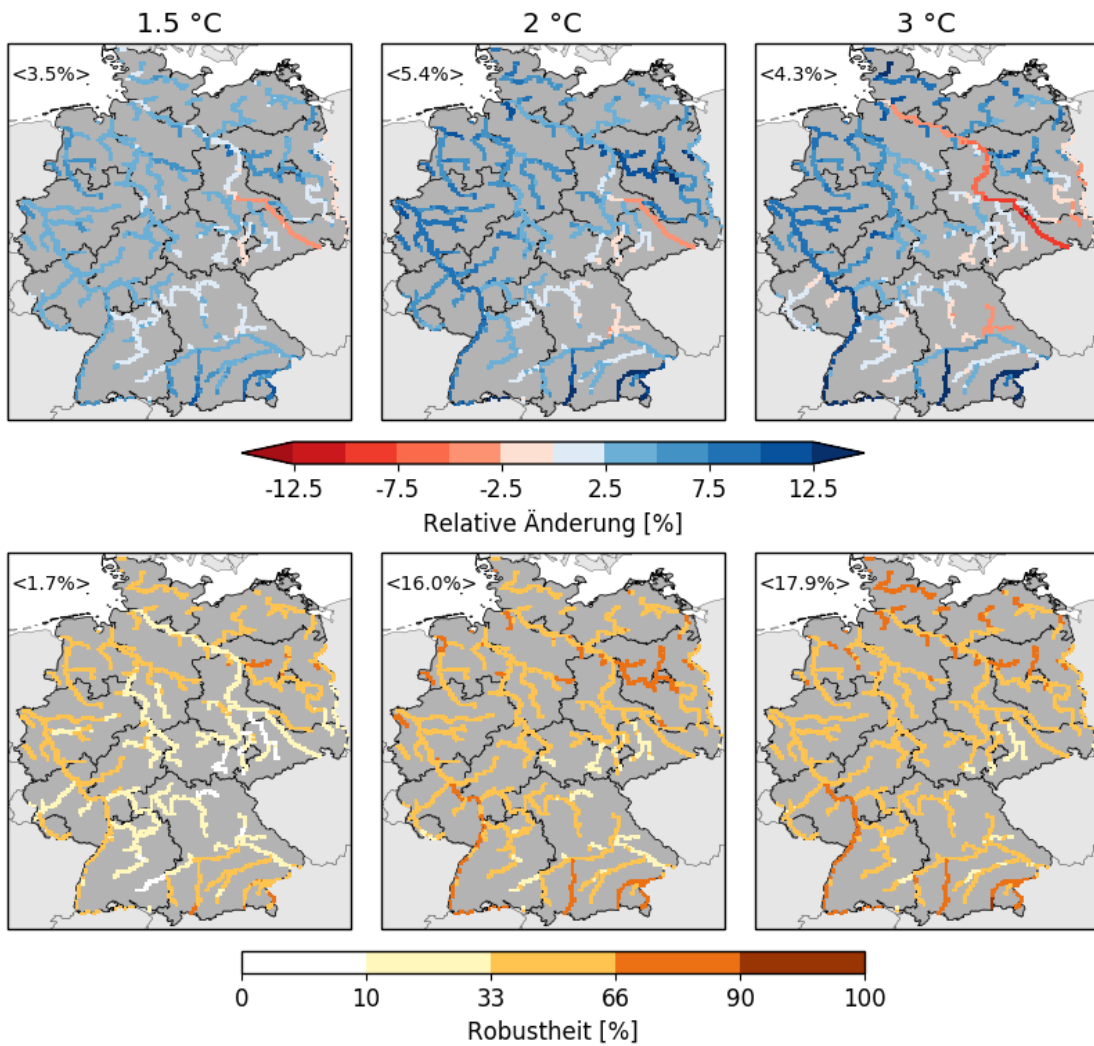 1.5 °C 2 °C 3 °C
<3.5%> <5.4%> <4.3%>
-12.5 -7.5 -2.5 2.5 7.5 12.5
Relative Änderung [%]
<1.7%> <16.0%> <17.9%>
0 10 33 66 90 100
Robustheit [%]